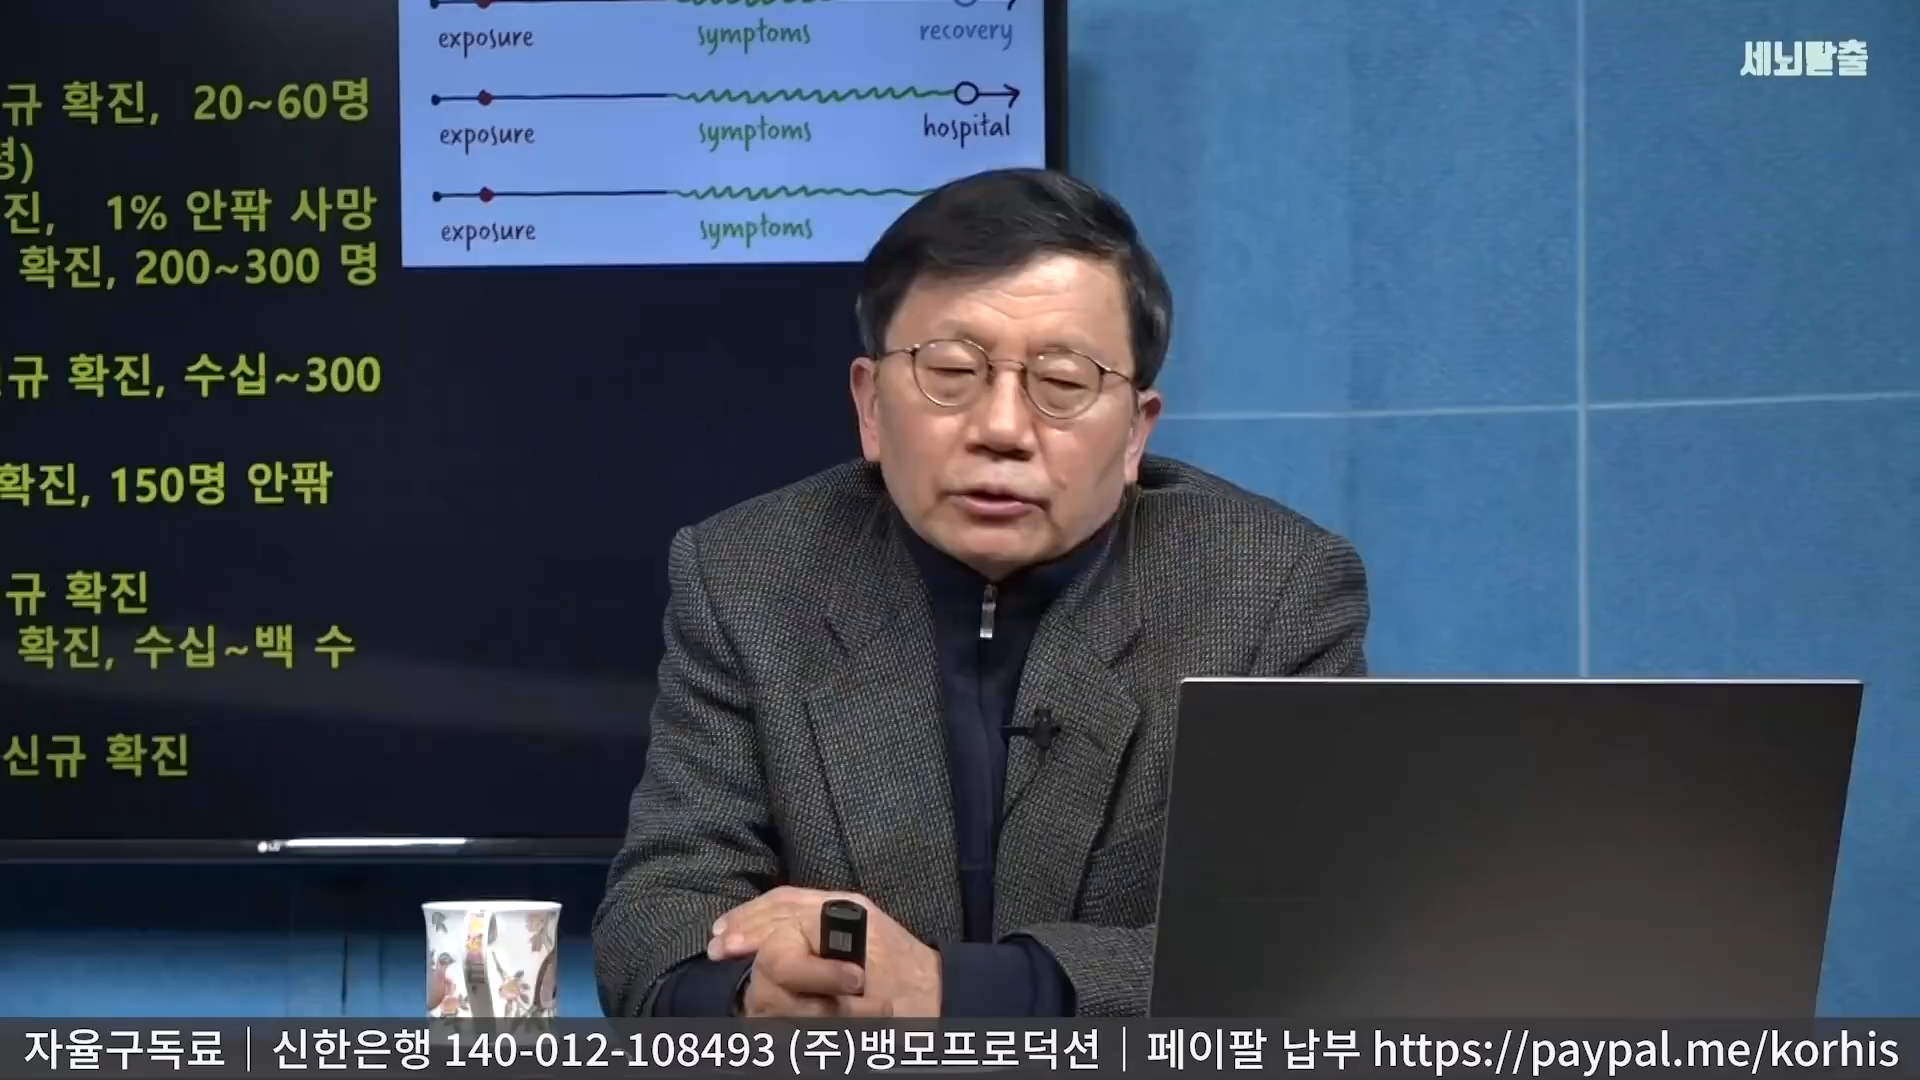 세뇌탈출
exposure symptoms recovery
exposure symptoms hospital
exposure symptoms
규 확진, 20~60명
명)
진, 1% 안팎 사망
확진, 200~300 명
규 확진, 수십~300
확진, 150명 안팎
규 확진
확진, 수십~백 수
신규 확진
LG
자율구독료 | 신한은행 140-012-108493 (주)뱅모프로덕션 | 페이팔 납부 https://paypal.me/korhis